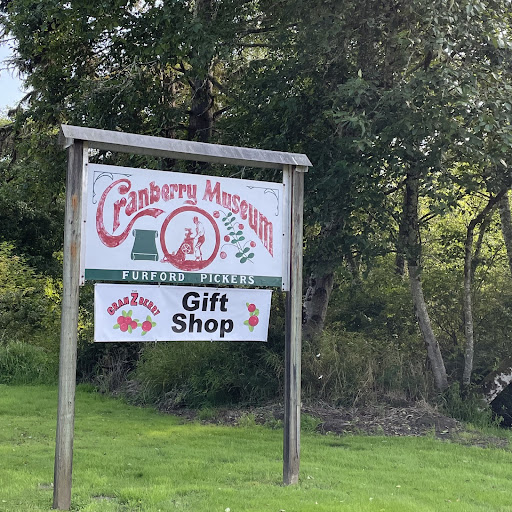 Cranberry Museum
FURFORD PICKERS
CRANZBERRY
Gift
Shop